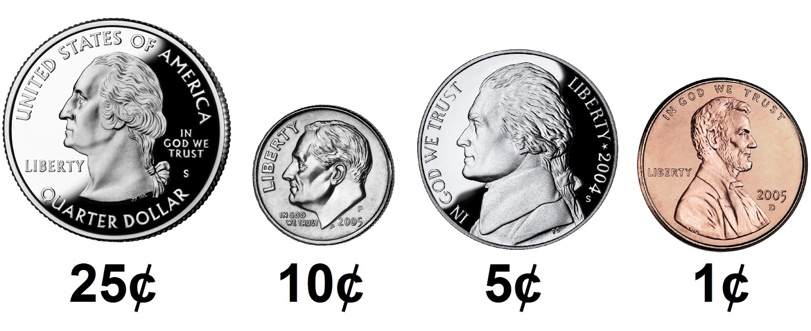 UNITED STATES OF AMERICA
LIBERTY
IN
GOD WE
TRUST
S
QUARTER DOLLAR
LIBERTY
IN GOD
WE TRUST
P
2005
IN GOD WE TRUST
LIBERTY★2004
S
IN GOD WE TRUST
LIBERTY
2005
D
25¢
10¢
5¢
1¢